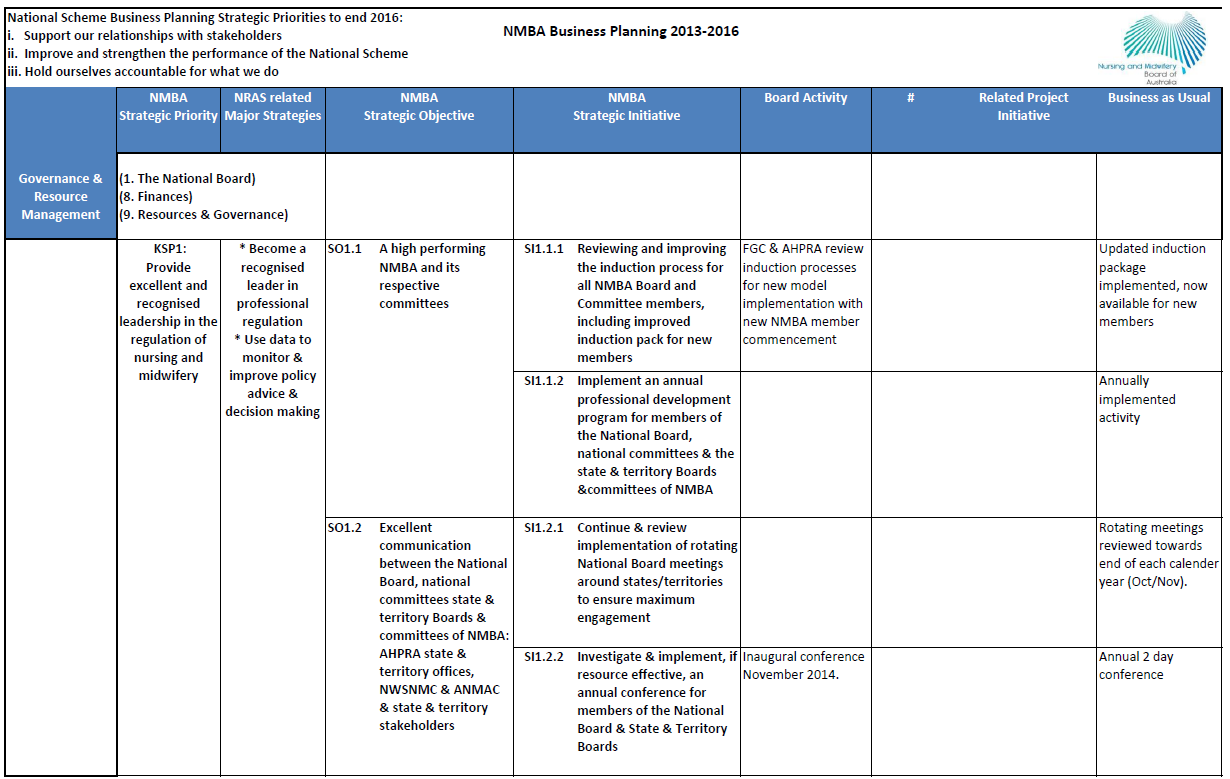 National Scheme Business Planning Strategic Priorities to end 2016:
i. Support our relationships with stakeholders
ii. Improve and strengthen the performance of the National Scheme
iii. Hold ourselves accountable for what we do
NMBA Business Planning 2013-2016
Nursing and Midwifery
Board of
Australia
NMBA
Strategic Priority
NRAS related
Major Strategies
NMBA
Strategic Objective
NMBA
Strategic Initiative
Board Activity
#
Related Project
Initiative
Business as Usual
Governance &
Resource
Management
(1. The National Board)
(8. Finances)
(9. Resources & Governance)
KSP1:
Provide
excellent and
recognised
leadership in the
regulation of
nursing and
midwifery
* Become a
recognised
leader in
professional
regulation
* Use data to
monitor &
improve policy
advice &
decision making
SO1.1 A high performing
NMBA and its
respective
committees
SI1.1.1 Reviewing and improving
the induction process for
all NMBA Board and
Committee members,
including improved
induction pack for new
members
FGC & AHPRA review
induction processes
for new model
implementation with
new NMBA member
commencement
Updated induction
package
implemented, now
available for new
members
SI1.1.2 Implement an annual
professional development
program for members of
the National Board,
national committees & the
state & territory Boards
&committees of NMBA
Annually
implemented
activity
SO1.2 Excellent
communication
between the National
Board, national
committees state &
territory Boards &
committees of NMBA:
AHPRA state &
territory offices,
NWSNMC & ANMAC
& state & territory
stakeholders
SI1.2.1 Continue & review
implementation of rotating
National Board meetings
around states/territories
to ensure maximum
engagement
Rotating meetings
reviewed towards
end of each calender
year (Oct/Nov).
SI1.2.2 Investigate & implement, if
resource effective, an
annual conference for
members of the National
Board & State & Territory
Boards
Inaugural conference
November 2014.
Annual 2 day
conference